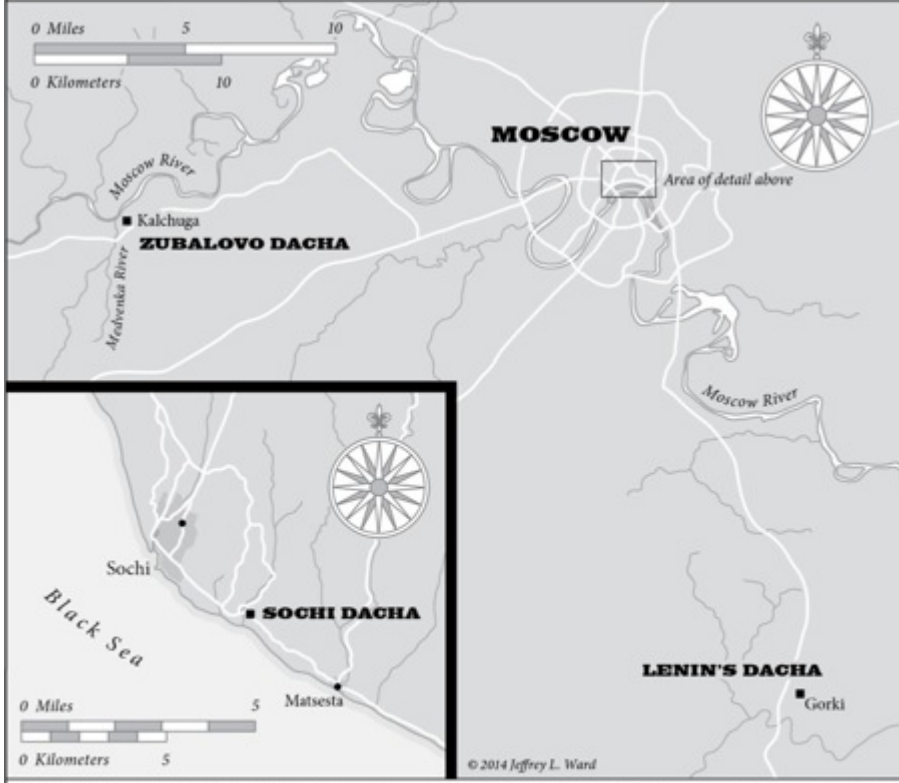 0 Miles 5 10
0 Kilometers 10
MOSCOW
Area of detail above
Moscow River
Kalchuga
ZUBALOVO DACHA
Medvenka River
Moscow River
Sochi
Black Sea
SOCHI DACHA
Matsesta
0 Miles 5
0 Kilometers 5
LENIN'S DACHA
Gorki
© 2014 Jeffrey L. Ward